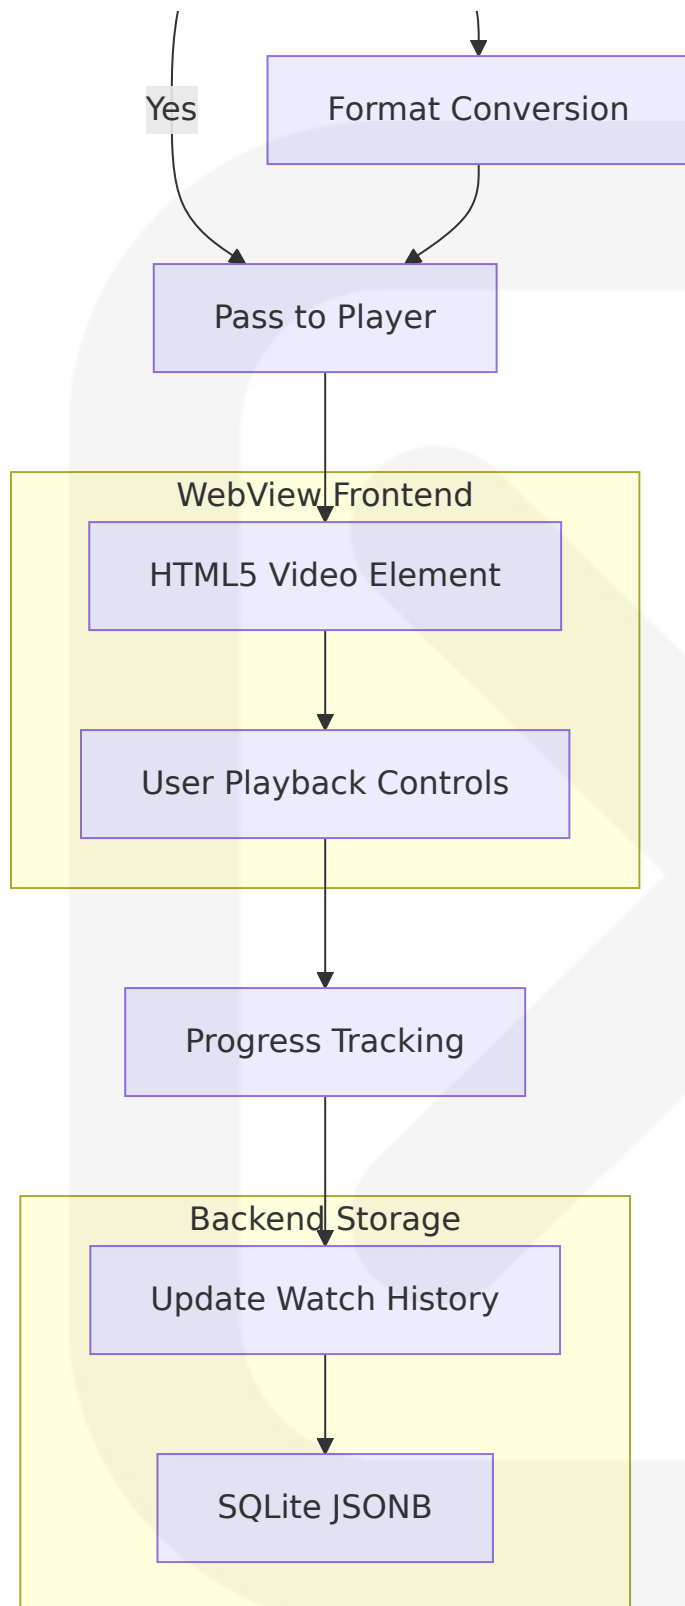 Yes
Format Conversion
Pass to Player
WebView Frontend
HTML5 Video Element
User Playback Controls
Progress Tracking
Backend Storage
Update Watch History
SQLite JSONB